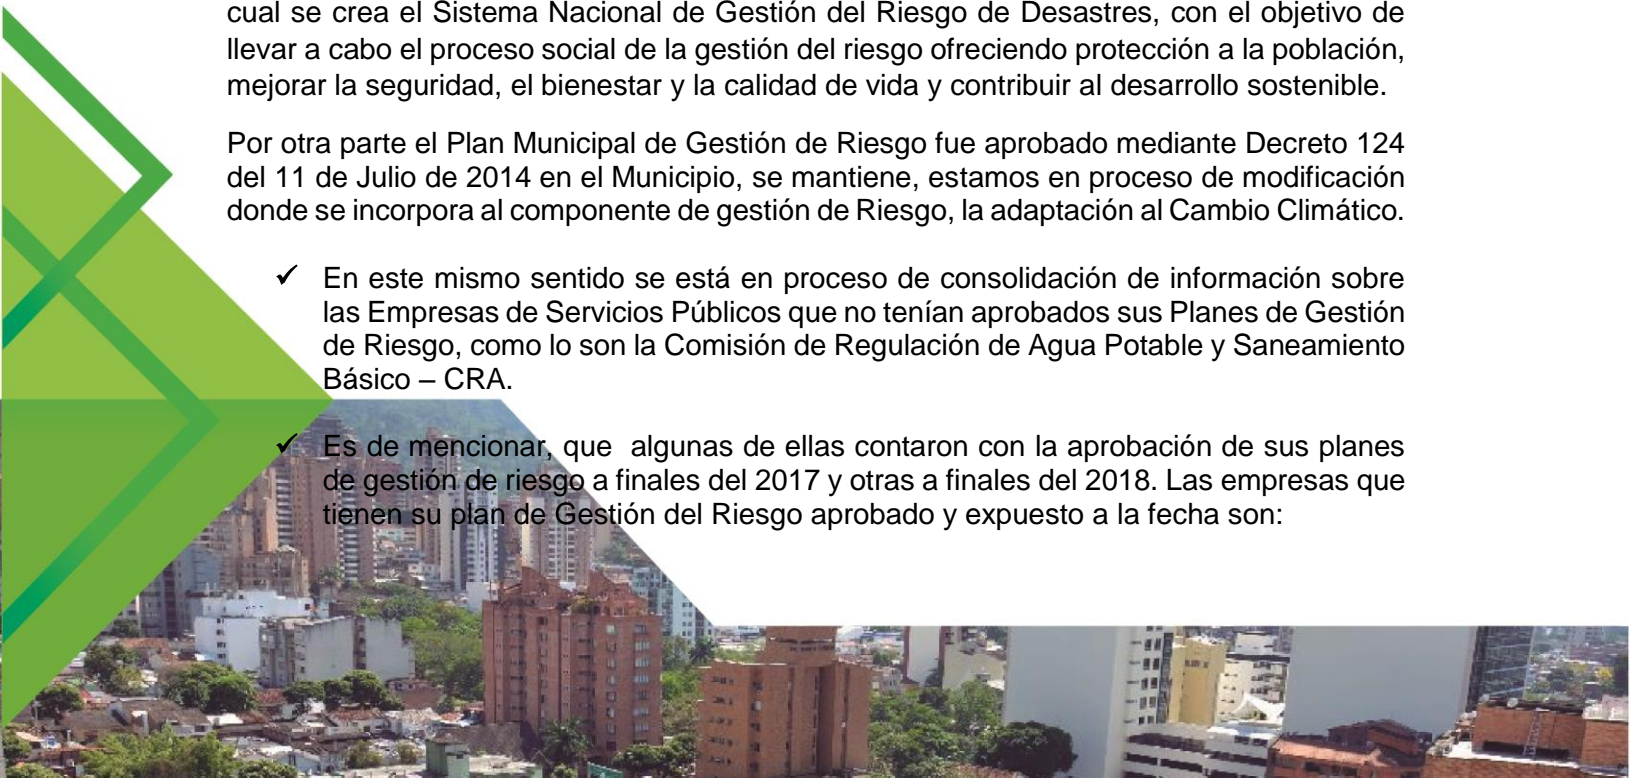 cual se crea el Sistema Nacional de Gestión del Riesgo de Desastres, con el objetivo de
llevar a cabo el proceso social de la gestión del riesgo ofreciendo protección a la población,
mejorar la seguridad, el bienestar y la calidad de vida y contribuir al desarrollo sostenible.
Por otra parte el Plan Municipal de Gestión de Riesgo fue aprobado mediante Decreto 124
del 11 de Julio de 2014 en el Municipio, se mantiene, estamos en proceso de modificación
donde se incorpora al componente de gestión de Riesgo, la adaptación al Cambio Climático.
✓ En este mismo sentido se está en proceso de consolidación de información sobre
las Empresas de Servicios Públicos que no tenían aprobados sus Planes de Gestión
de Riesgo, como lo son la Comisión de Regulación de Agua Potable y Saneamiento
Básico – CRA.
✓ Es de mencionar, que algunas de ellas contaron con la aprobación de sus planes
de gestión de riesgo a finales del 2017 y otras a finales del 2018. Las empresas que
tienen su plan de Gestión del Riesgo aprobado y expuesto a la fecha son: